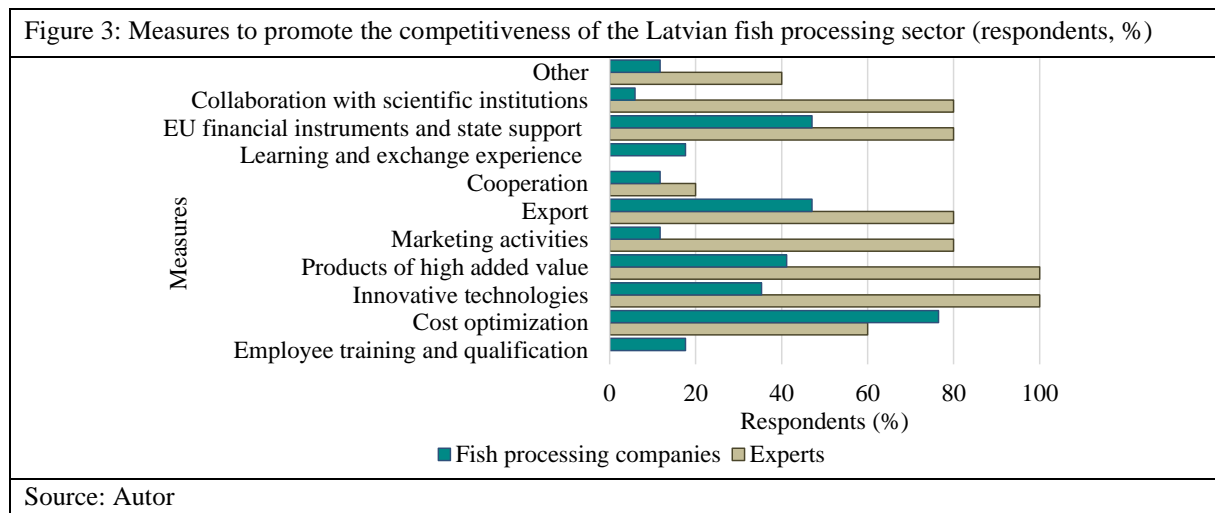 Figure 3: Measures to promote the competitiveness of the Latvian fish processing sector (respondents, %)
Other
Collaboration with scientific institutions
EU financial instruments and state support
Learning and exchange experience
Cooperation
Export
Marketing activities
Products of high added value
Innovative technologies
Cost optimization
Employee training and qualification
Measures
0 20 40 60 80 100
Respondents (%)
Fish processing companies Experts
Source: Autor